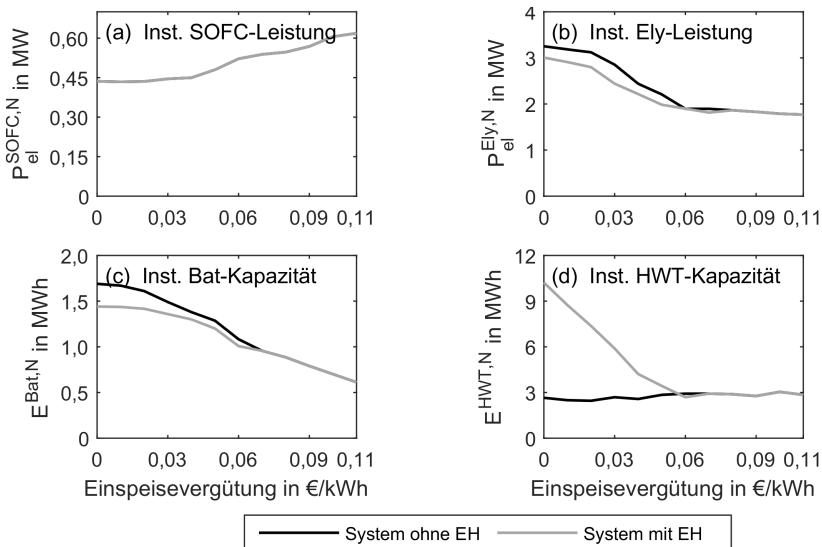 (a) Inst. SOFC-Leistung
P_el^SOFC,N in MW
0,60
0,45
0,30
0,15
0
0 0,03 0,06 0,09 0,11
(b) Inst. Ely-Leistung
P_el^Ely,N in MW
4
3
2
1
0
0 0,03 0,06 0,09 0,11
(c) Inst. Bat-Kapazität
E^Bat,N in MWh
2,0
1,5
1,0
0,5
0
0 0,03 0,06 0,09 0,11
Einspeisevergütung in €/kWh
(d) Inst. HWT-Kapazität
E^HWT,N in MWh
12
9
6
3
0
0 0,03 0,06 0,09 0,11
Einspeisevergütung in €/kWh
System ohne EH System mit EH